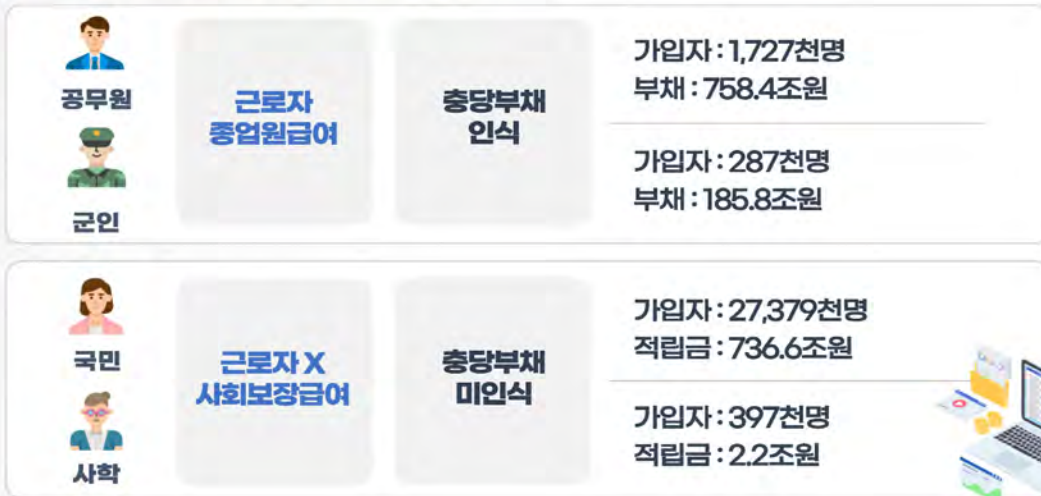 공무원
군인
근로자
종업원급여
충당부채
인식
가입자 : 1,727천명
부채 : 758.4조원
가입자 : 287천명
부채 : 185.8조원
국민
사학
근로자 X
사회보장급여
충당부채
미인식
가입자 : 27,379천명
적립금 : 736.6조원
가입자 : 397천명
적립금 : 2.2조원